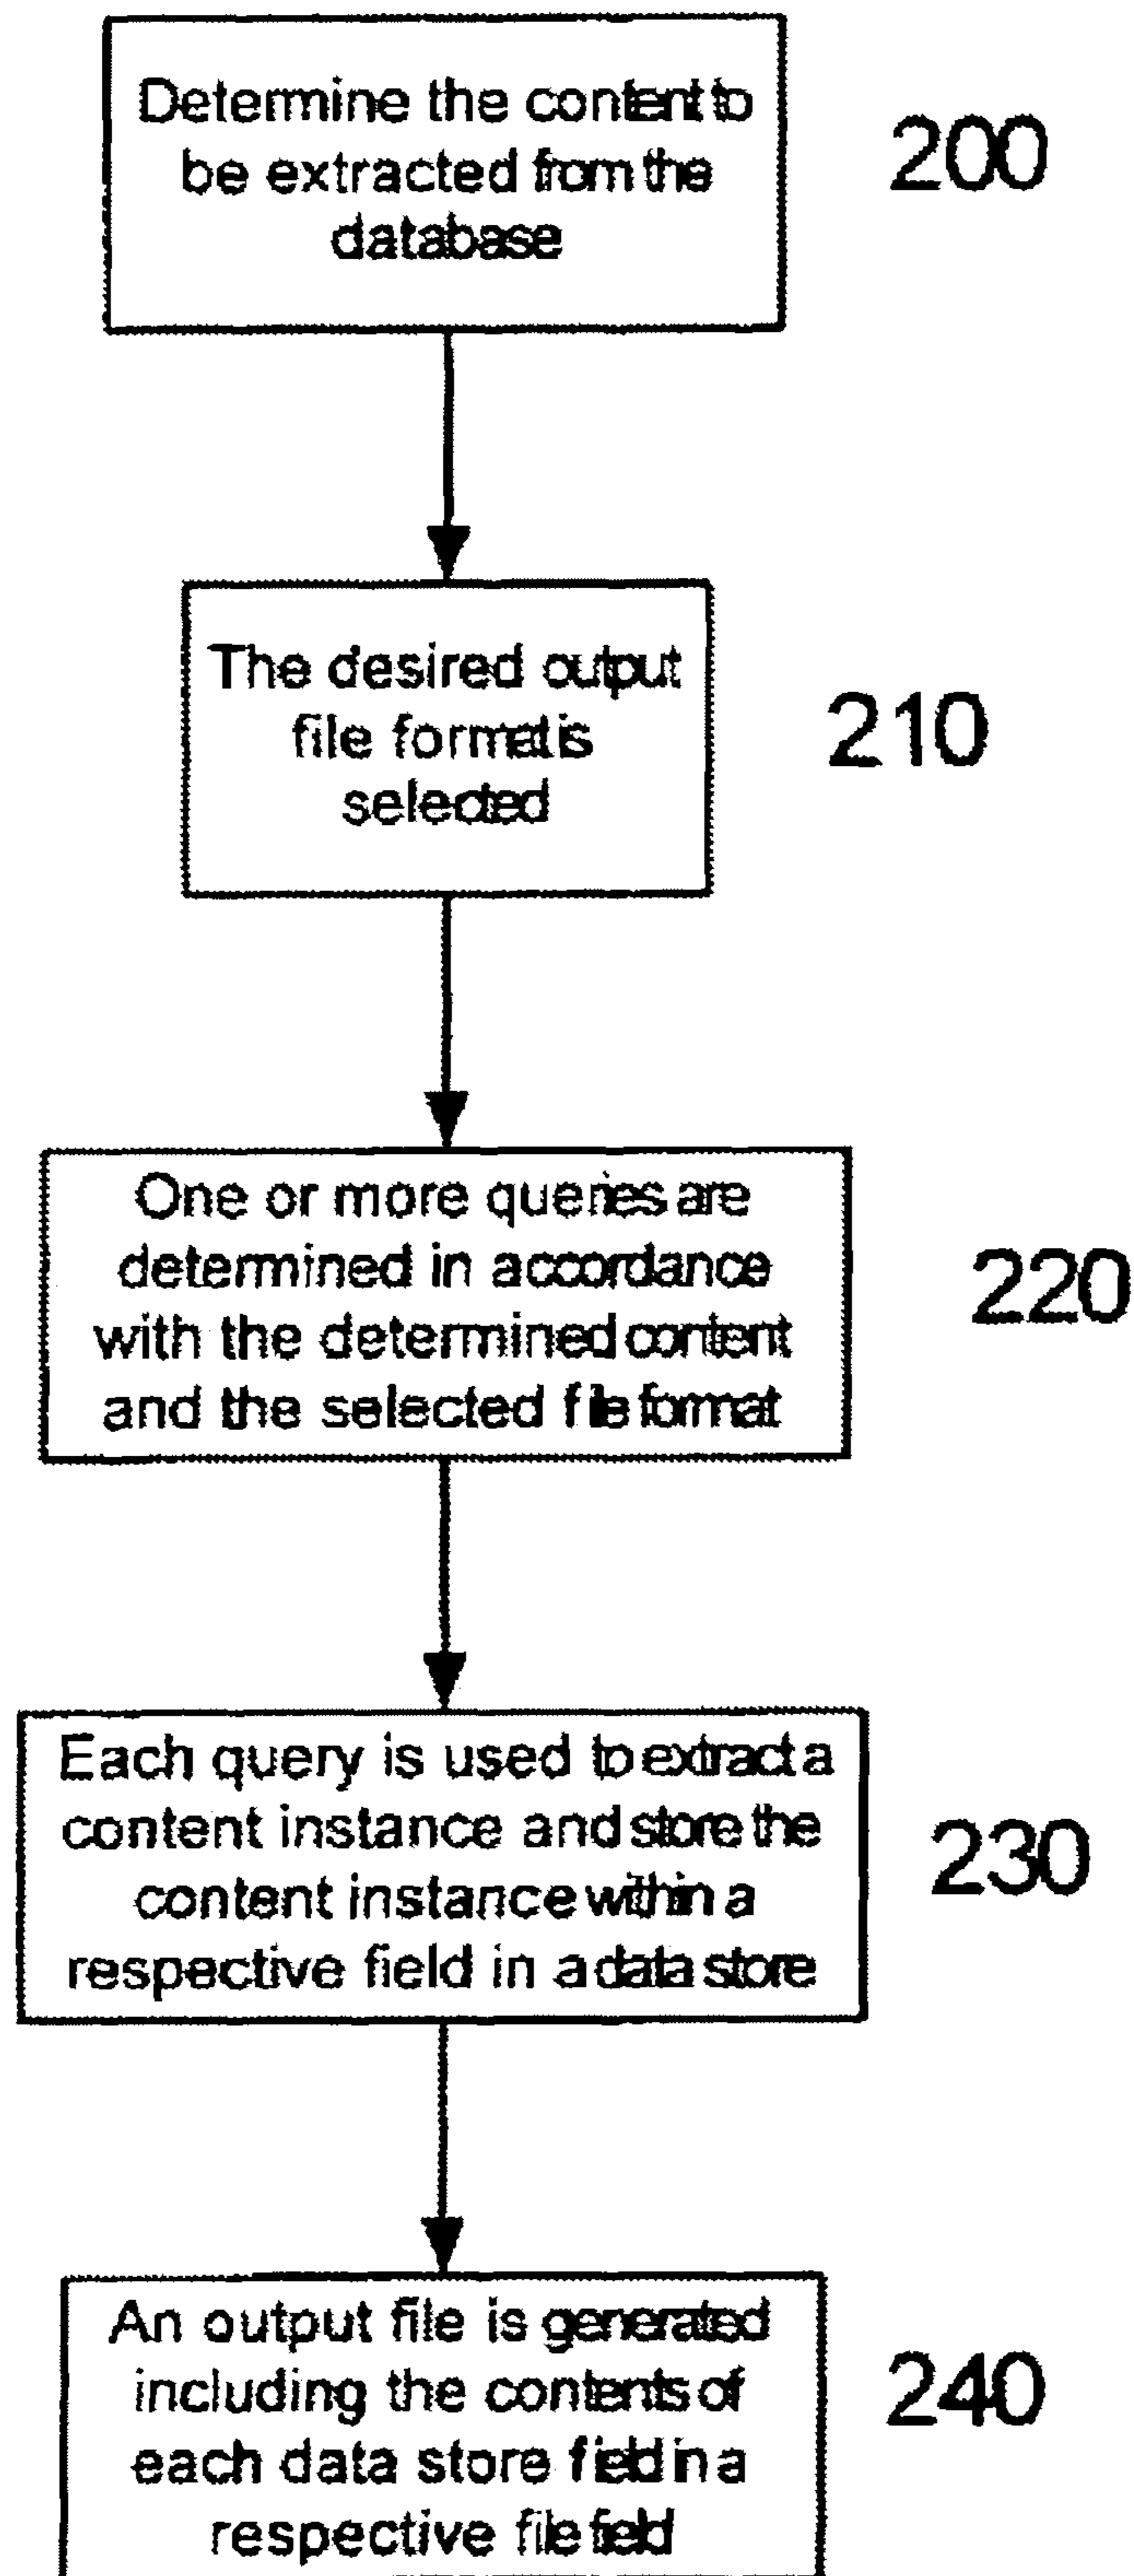 Determine the content to
be extracted from the
database
200
The desired output
file format is
selected
210
One or more queries are
determined in accordance
with the determined content
and the selected file format
220
Each query is used to extract a
content instance and store the
content instance within a
respective field in a data store
230
An output file is generated
including the contents of
each data store field in a
respective file field
240